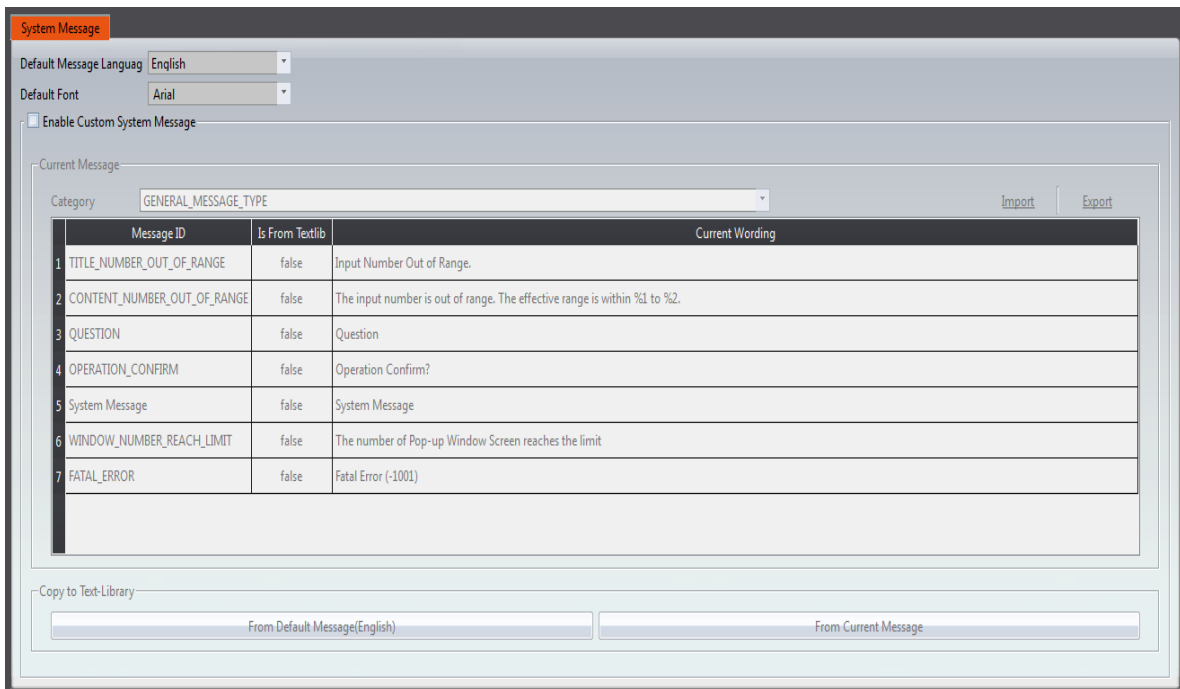 System Message
Default Message Languag English
Default Font Arial
Enable Custom System Message
Current Message
Category GENERAL_MESSAGE_TYPE Import Export
Message ID Is From Textlib Current Wording
1 TITLE_NUMBER_OUT_OF_RANGE false Input Number Out of Range.
2 CONTENT_NUMBER_OUT_OF_RANGE false The input number is out of range. The effective range is within %1 to %2.
3 QUESTION false Question
4 OPERATION_CONFIRM false Operation Confirm?
5 System Message false System Message
6 WINDOW_NUMBER_REACH_LIMIT false The number of Pop-up Window Screen reaches the limit
7 FATAL_ERROR false Fatal Error (-1001)
Copy to Text-Library
From Default Message(English) From Current Message